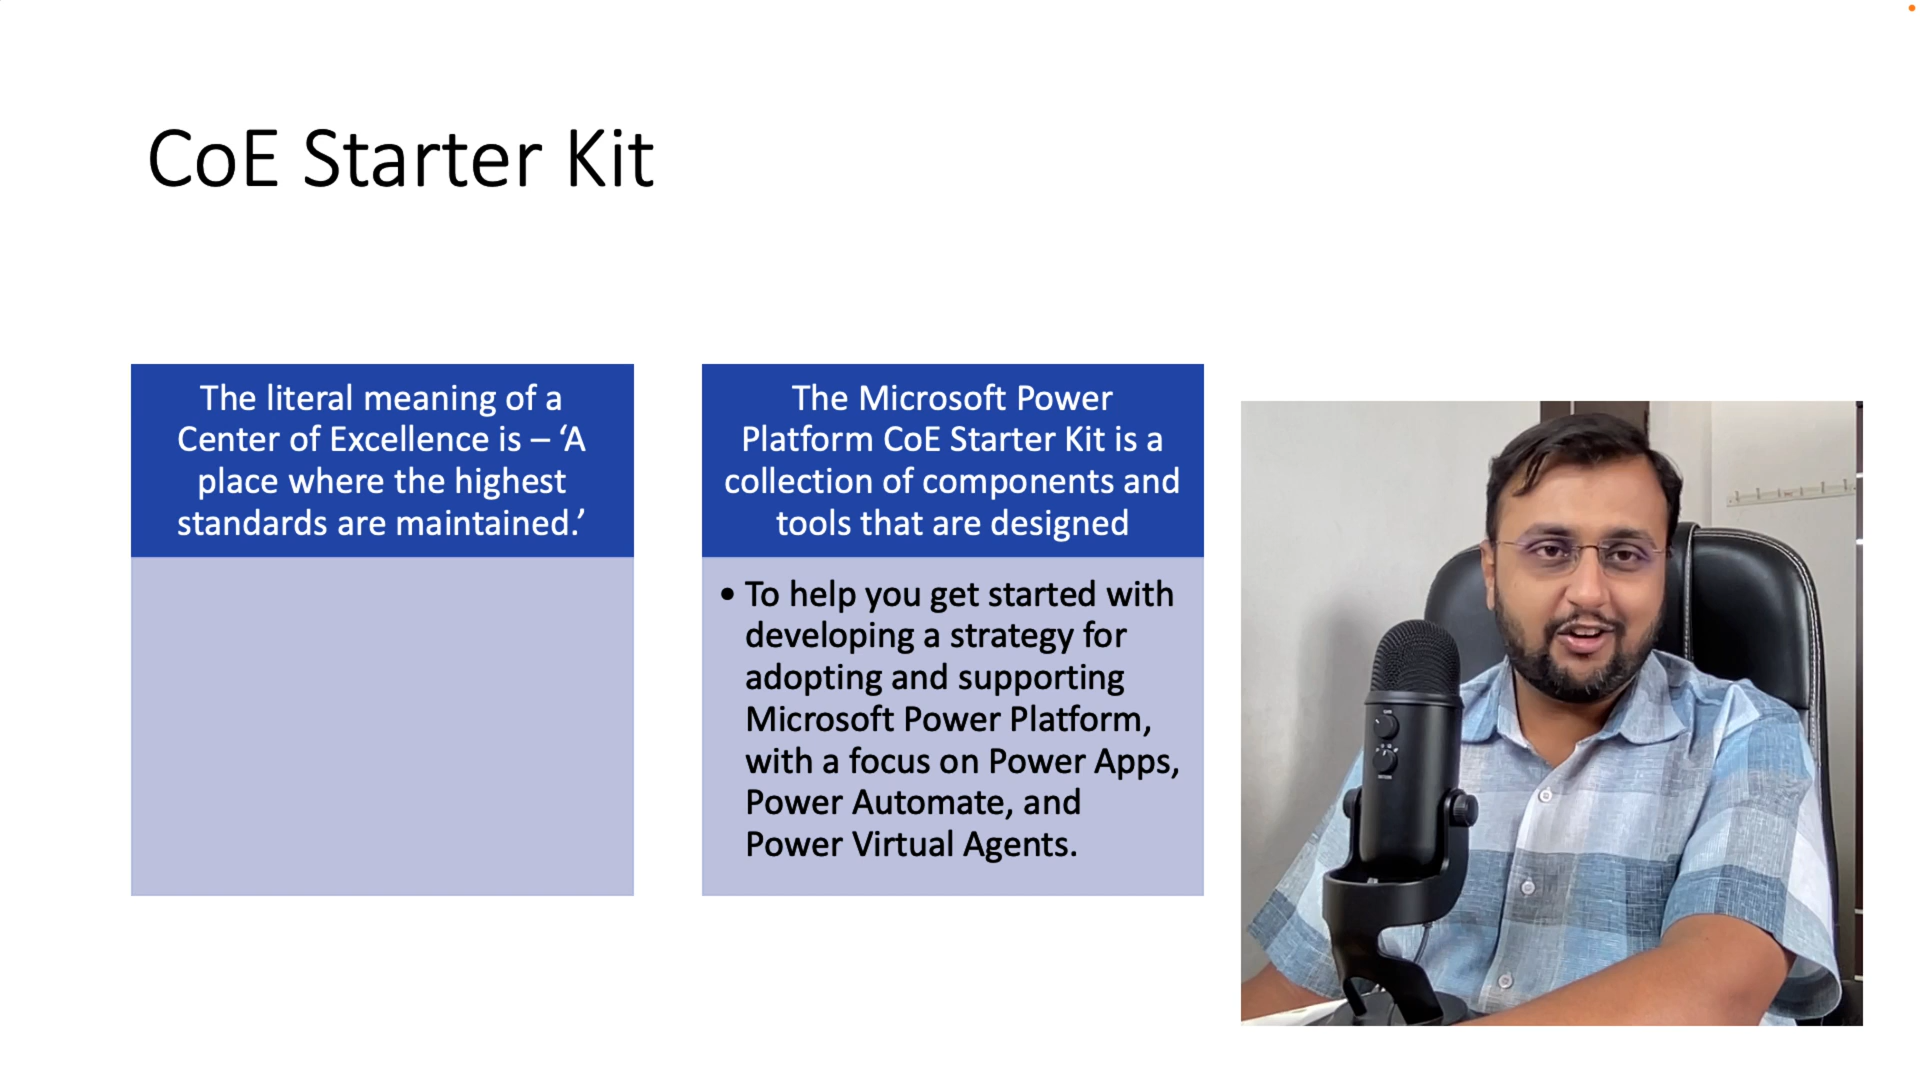 CoE Starter Kit
The literal meaning of a
Center of Excellence is – ‘A
place where the highest
standards are maintained.’
The Microsoft Power
Platform CoE Starter Kit is a
collection of components and
tools that are designed
• To help you get started with
developing a strategy for
adopting and supporting
Microsoft Power Platform,
with a focus on Power Apps,
Power Automate, and
Power Virtual Agents.